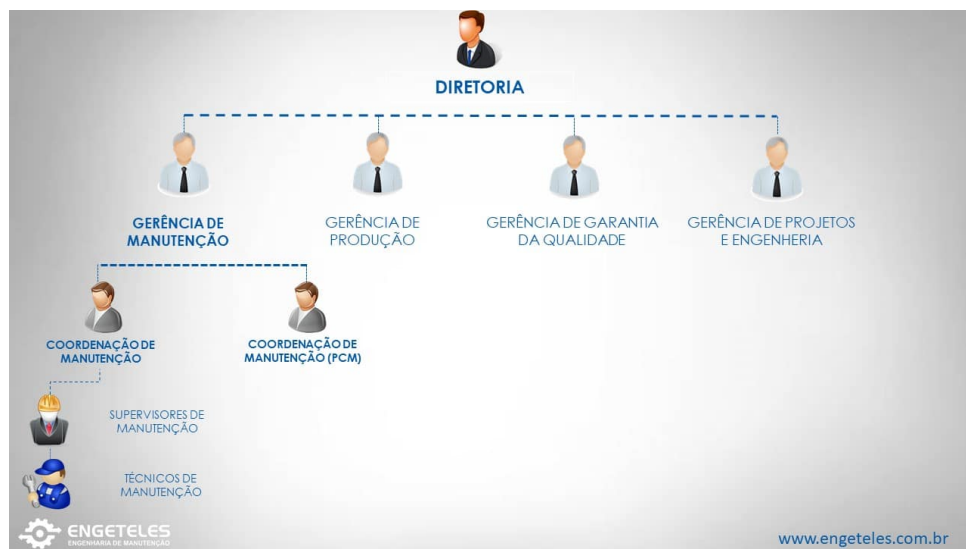 DIRETORIA
GERÊNCIA DE
MANUTENÇÃO
GERÊNCIA DE
PRODUÇÃO
GERÊNCIA DE GARANTIA
DA QUALIDADE
GERÊNCIA DE PROJETOS
E ENGENHERIA
COORDENAÇÃO DE
MANUTENÇÃO
COORDENAÇÃO DE
MANUTENÇÃO (PCM)
SUPERVISORES DE
MANUTENÇÃO
TÉCNICOS DE
MANUTENÇÃO
ENGETELES
ENGENHARIA DE MANUTENÇÃO
www.engeteles.com.br